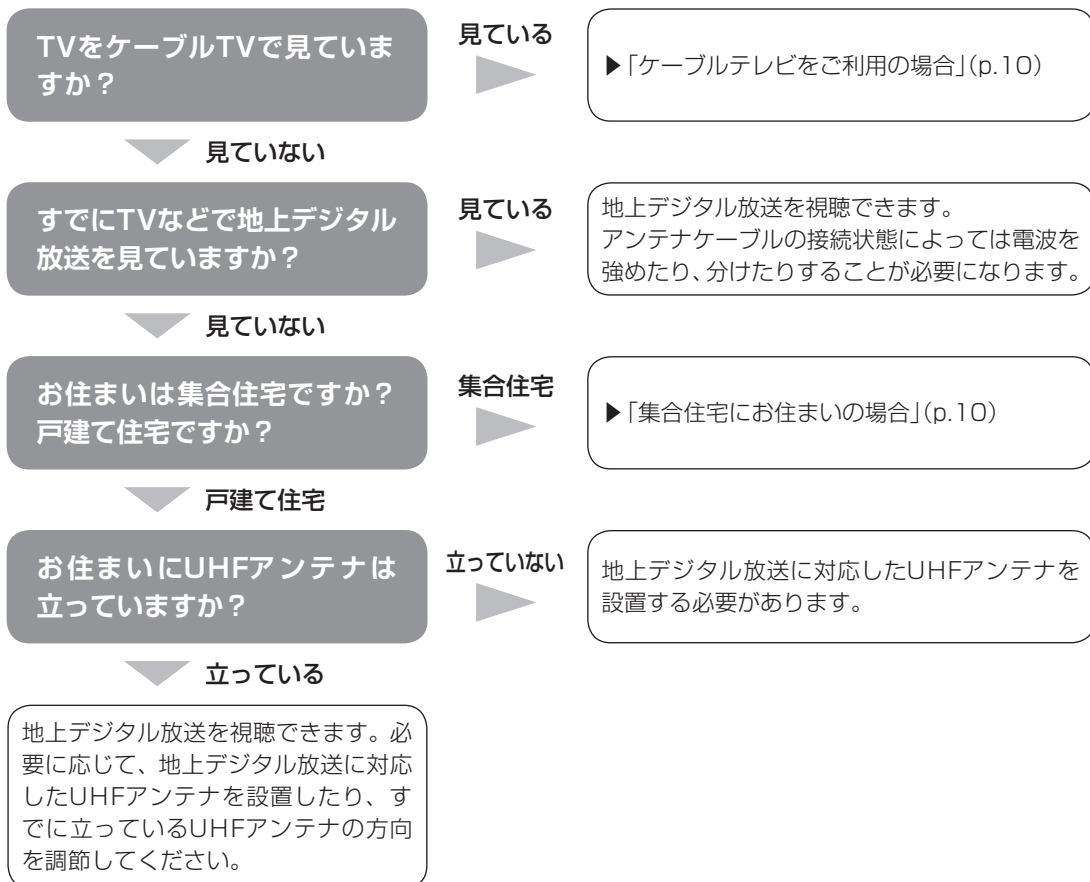 TVをケーブルTVで見ていま
すか？
見ている
▶「ケーブルテレビをご利用の場合」(p.10)
見ていない
すでにTVなどで地上デジタル
放送を見ていますか？
見ている
地上デジタル放送を視聴できます。
アンテナケーブルの接続状態によっては電波を
強めたり、分けたりすることが必要になります。
見ていない
お住まいは集合住宅ですか？
戸建て住宅ですか？
集合住宅
▶「集合住宅にお住まいの場合」(p.10)
戸建て住宅
お住まいにUHFアンテナは
立っていますか？
立っていない
地上デジタル放送に対応したUHFアンテナを
設置する必要があります。
立っている
地上デジタル放送を視聴できます。必
要に応じて、地上デジタル放送に対応
したUHFアンテナを設置したり、す
でに立っているUHFアンテナの方向
を調節してください。